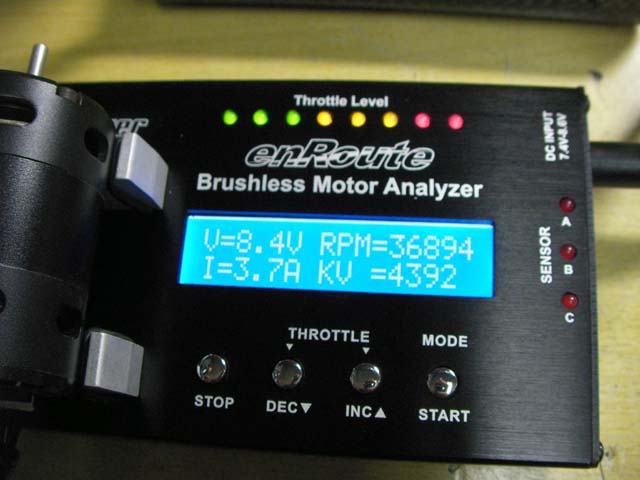 Throttle Level
enRoute
Brushless Motor Analyzer
DC INPUT
7.4V-8.6V
V=8.4V RPM=36894
I=3.7A KV =4392
SENSOR
A
B
C
THROTTLE
MODE
STOP
DEC▼
INC▲
START